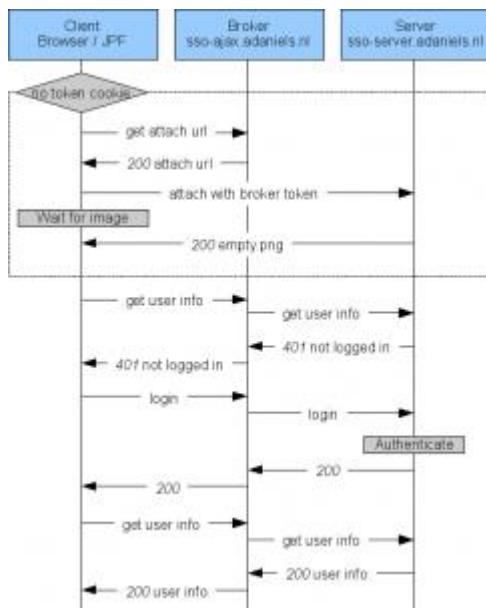 Client
Browser / JPF
Broker
sso-ajax.adaniels.nl
Server
sso-server.adaniels.nl
no token cookie
get attach url
200 attach url
attach with broker token
Wait for image
200 empty png
get user info
get user info
401 not logged in
401 not logged in
login
login
Authenticate
200
200
get user info
get user info
200 user info
200 user info